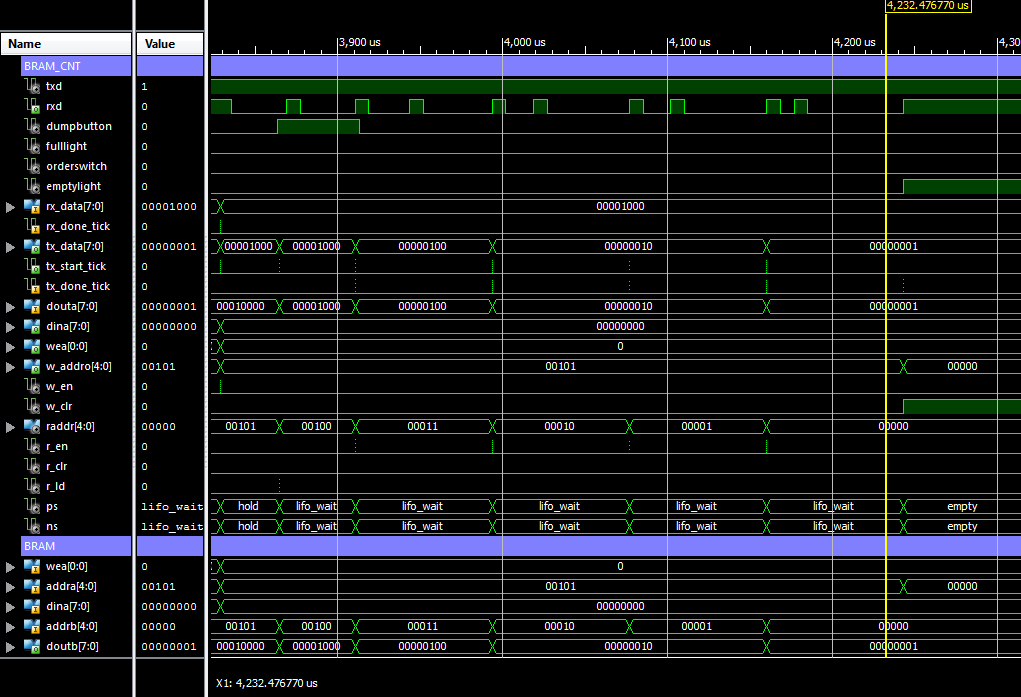 4,232.476770 us
Name Value 3,900 us 4,000 us 4,100 us 4,200 us 4,30
BRAM_CNT
txd 1
rxd 0
dumpbutton 0
fulllight 0
orderswitch 0
emptylight 0
rx_data[7:0] 00001000 00001000
rx_done_tick 0
tx_data[7:0] 00000001 00001000 00001000 00000100 00000010 00000001
tx_start_tick 0
tx_done_tick 0
douta[7:0] 00000001 00010000 00001000 00000100 00000010 00000001
dina[7:0] 00000000 00000000
wea[0:0] 0 0
w_addro[4:0] 00101 00101 00000
w_en 0
w_clr 0
raddr[4:0] 00000 00101 00100 00011 00010 00001 00000
r_en 0
r_clr 0
r_ld 0
ps lifo_wait hold lifo_wait lifo_wait lifo_wait lifo_wait lifo_wait empty
ns lifo_wait hold lifo_wait lifo_wait lifo_wait lifo_wait lifo_wait empty
BRAM
wea[0:0] 0 0
addra[4:0] 00101 00101 00000
dina[7:0] 00000000 00000000
addrb[4:0] 00000 00101 00100 00011 00010 00001 00000
doutb[7:0] 00000001 00010000 00001000 00000100 00000010 00000001
X1: 4,232.476770 us